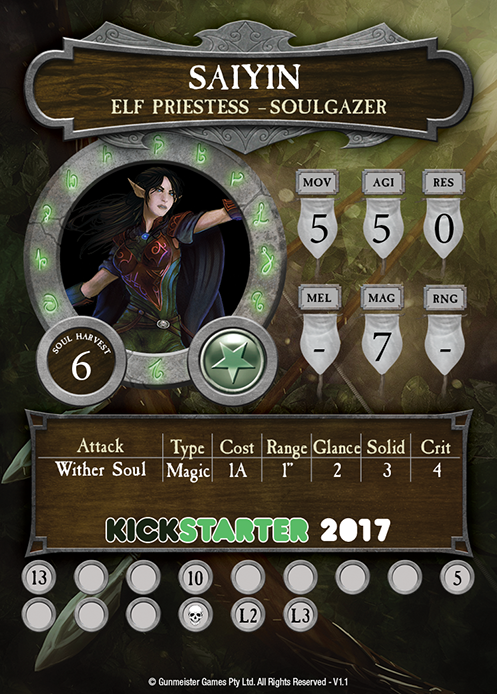 SAIYIN
ELF PRIESTESS - SOULGAZER
MOV AGI RES
5 5 0
MEL MAG RNG
- 7 -
SOUL HARVEST
6
Attack Type Cost Range Glance Solid Crit
Wither Soul Magic 1A 1" 2 3 4
KICKSTARTER 2017
13 10 5
L2 L3
© Gunmeister Games Pty Ltd. All Rights Reserved - V1.1